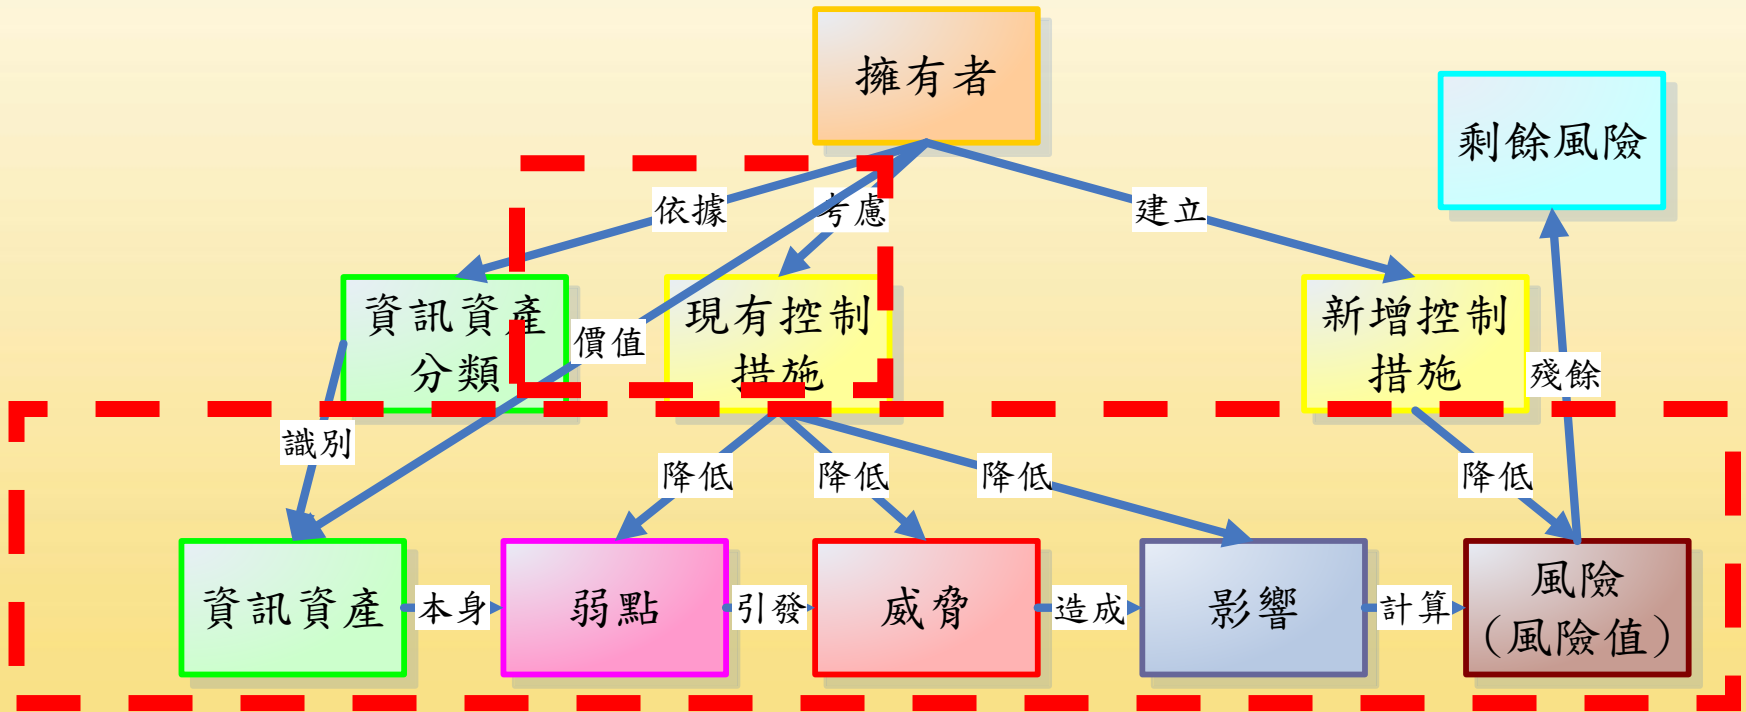 擁有者
剩餘風險
依據
考慮
建立
資訊資產
分類
價值
現有控制
措施
新增控制
措施
殘餘
識別
降低
降低
降低
降低
資訊資產
本身
弱點
引發
威脅
造成
影響
計算
風險
(風險值)